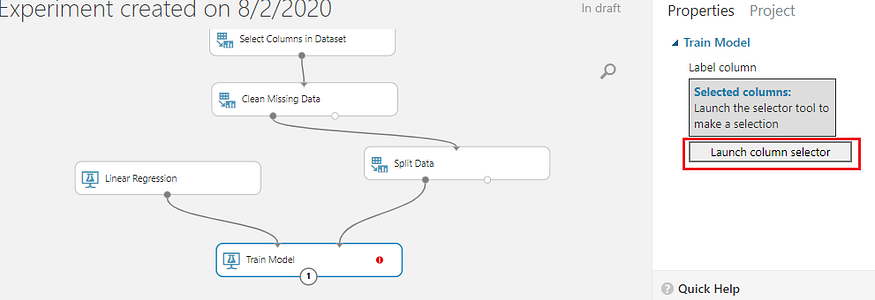 Experiment created on 8/2/2020
In draft
Properties
Project
Select Columns in Dataset
Train Model
Label column
Selected columns:
Launch the selector tool to
make a selection
Clean Missing Data
Launch column selector
Split Data
Linear Regression
Train Model
1
Quick Help